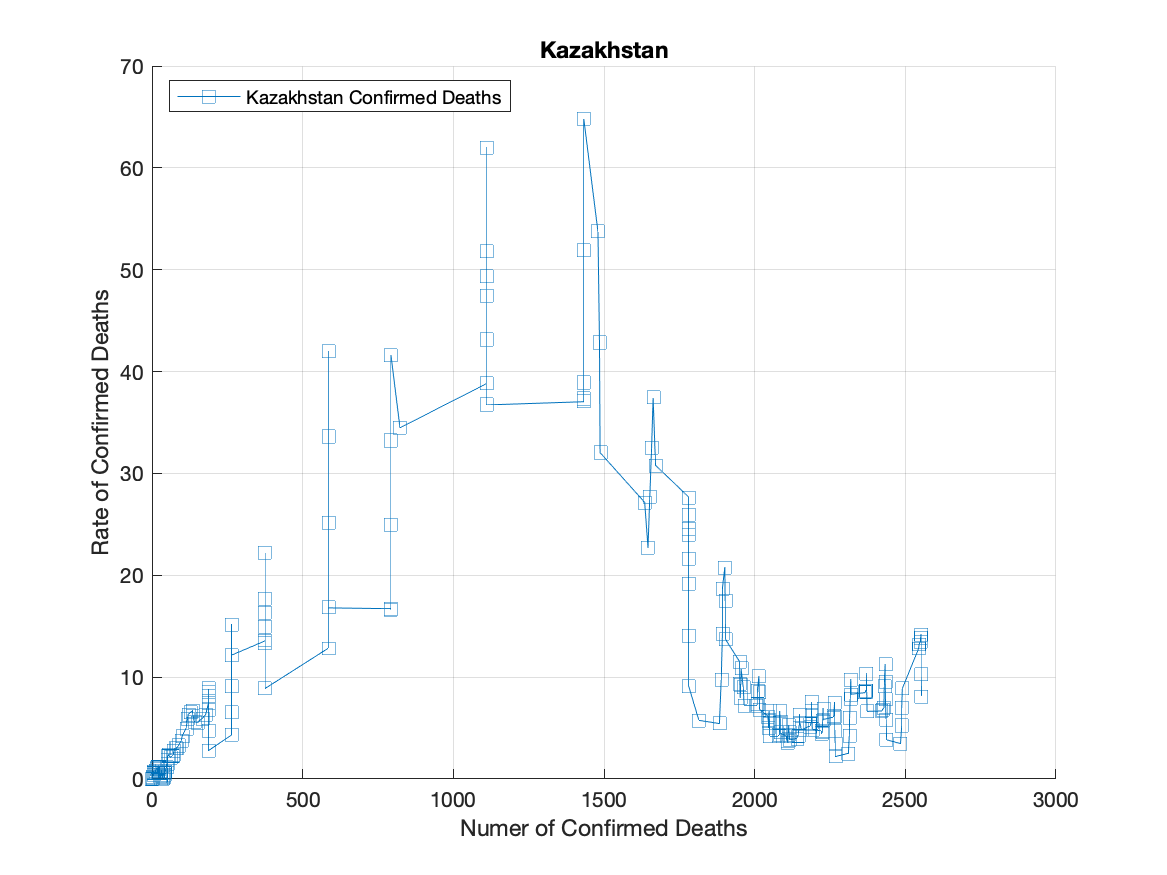 Kazakhstan
Kazakhstan Confirmed Deaths
70
60
50
40
30
20
10
0
Rate of Confirmed Deaths
0 500 1000 1500 2000 2500 3000
Numer of Confirmed Deaths